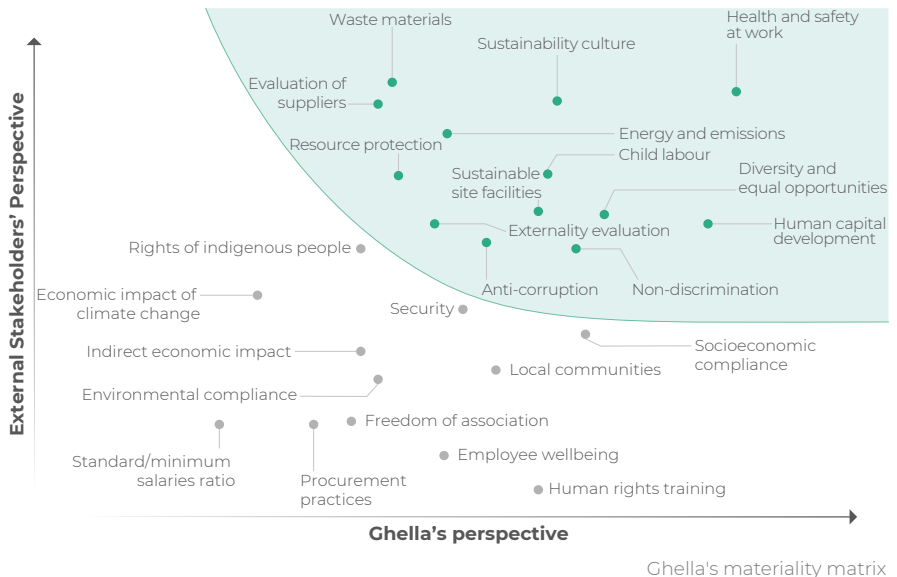 Waste materials
Health and safety
at work
Sustainability culture
Evaluation of
suppliers
Energy and emissions
Resource protection
Child labour
Sustainable
site facilities
Diversity and
equal opportunities
Externality evaluation
Human capital
development
Rights of indigenous people
Anti-corruption
Non-discrimination
Economic impact of
climate change
Security
Indirect economic impact
Socioeconomic
compliance
Local communities
Environmental compliance
Freedom of association
Employee wellbeing
Standard/minimum
salaries ratio
Procurement
practices
Human rights training
External Stakeholders’ Perspective
Ghella’s perspective
Ghella's materiality matrix